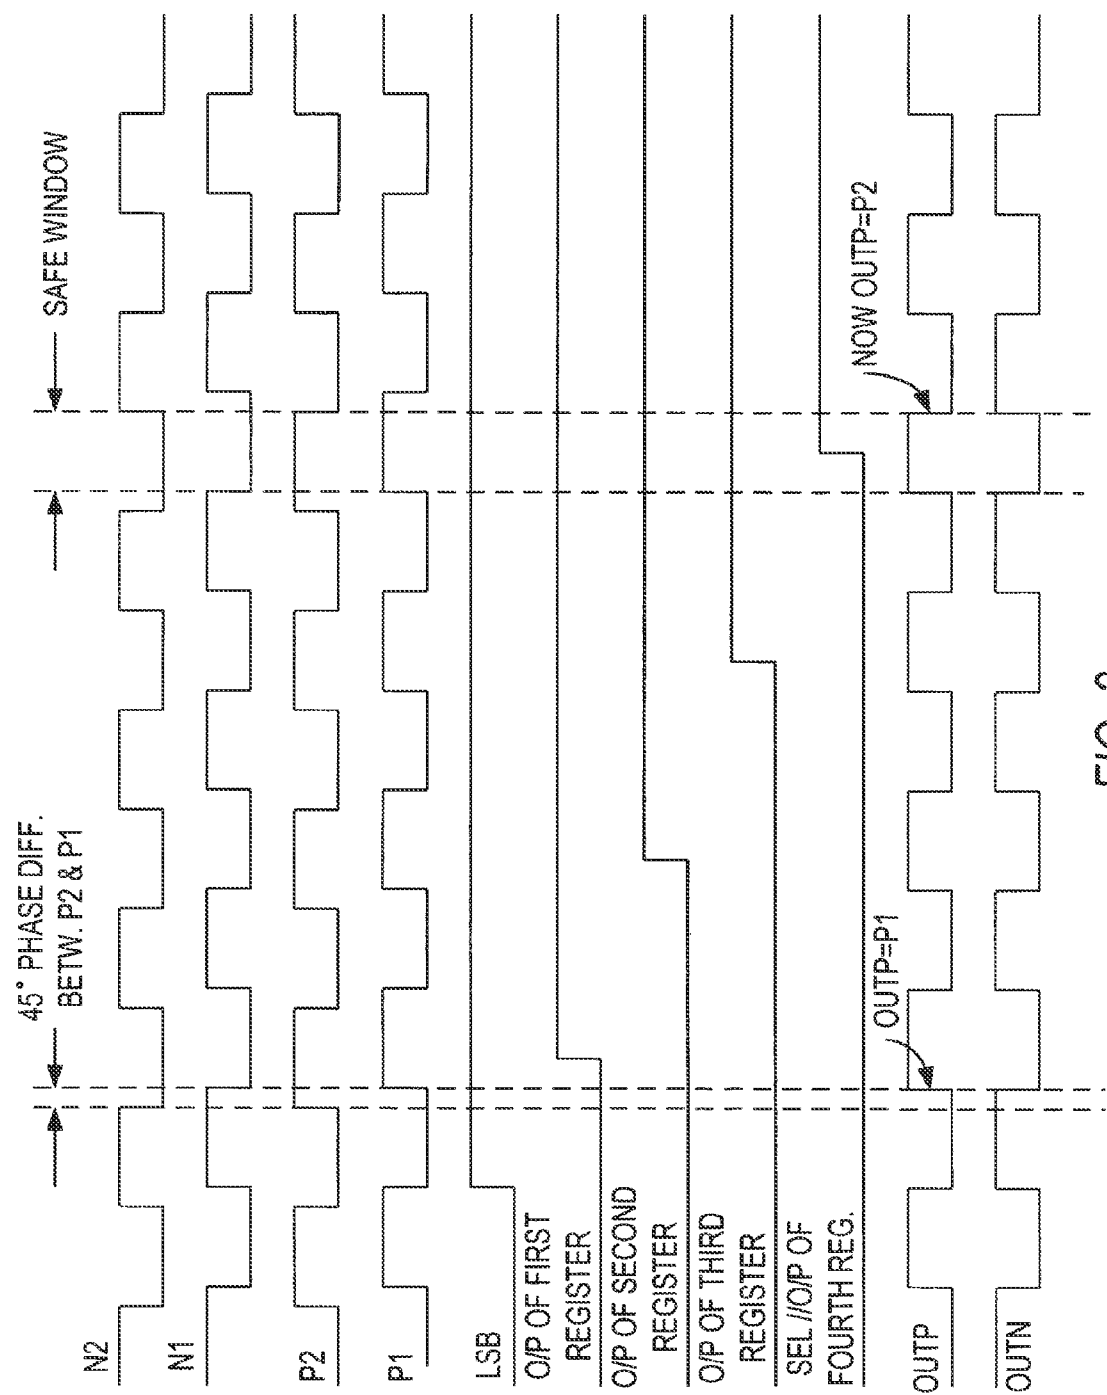 45° PHASE DIFF.
BETW. P2 & P1
SAFE WINDOW
N2
N1
P2
P1
LSB
O/P OF FIRST
REGISTER
O/P OF SECOND
REGISTER
O/P OF THIRD
REGISTER
SEL //O/P OF
FOURTH REG.
OUTP=P1
NOW OUTP=P2
OUTP
OUTN